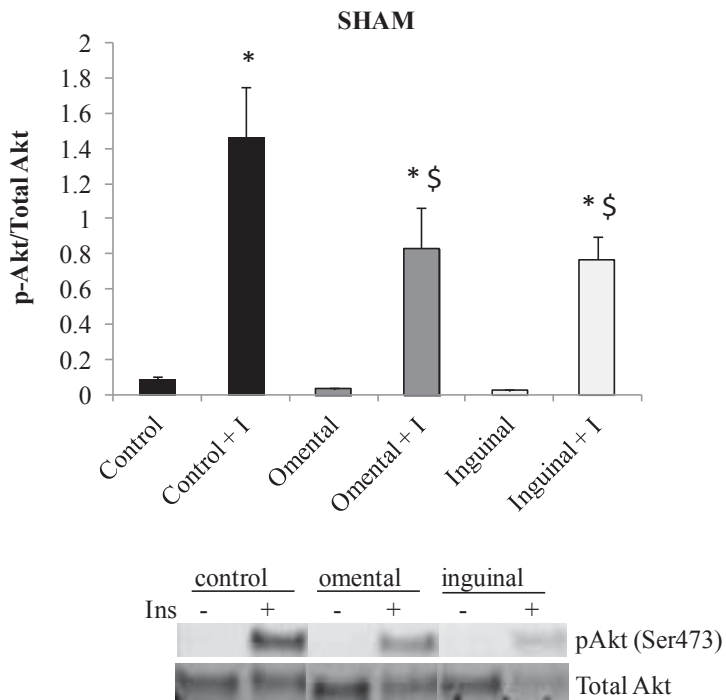 SHAM
p-Akt/Total Akt
2
1.8
1.6
1.4
1.2
1
0.8
0.6
0.4
0.2
0
*
* $
* $
Control
Control + I
Omental
Omental + I
Inguinal
Inguinal + I
control omental inguinal
Ins - + - + - +
pAkt (Ser473)
Total Akt